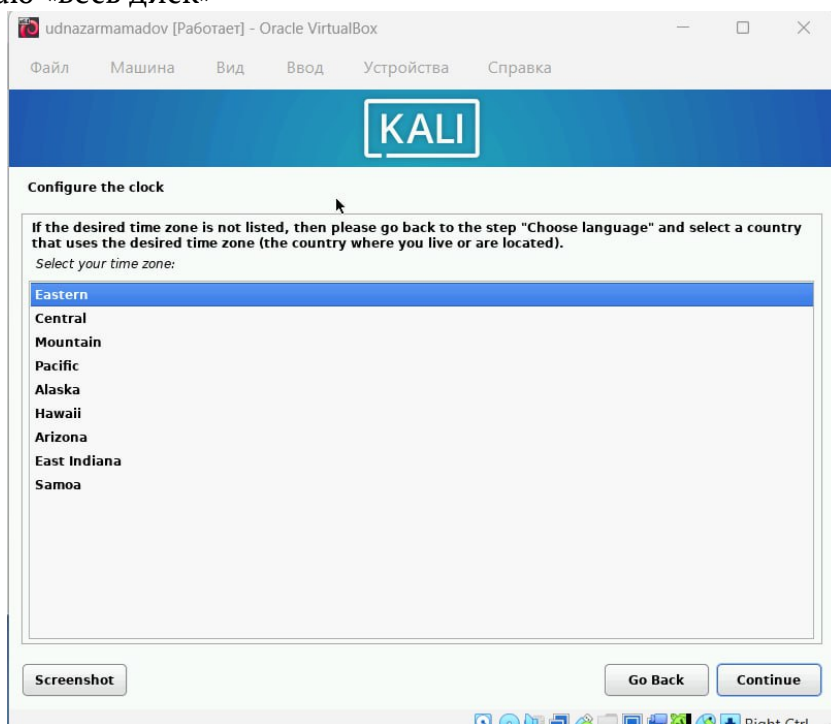 «весь диск»
udnazarmamadov [Работает] - Oracle VirtualBox
Файл Машина Вид Ввод Устройства Справка
KALI
Configure the clock
If the desired time zone is not listed, then please go back to the step "Choose language" and select a country
that uses the desired time zone (the country where you live or are located).
Select your time zone:
Eastern
Central
Mountain
Pacific
Alaska
Hawaii
Arizona
East Indiana
Samoa
Screenshot Go Back Continue
Right Ctrl